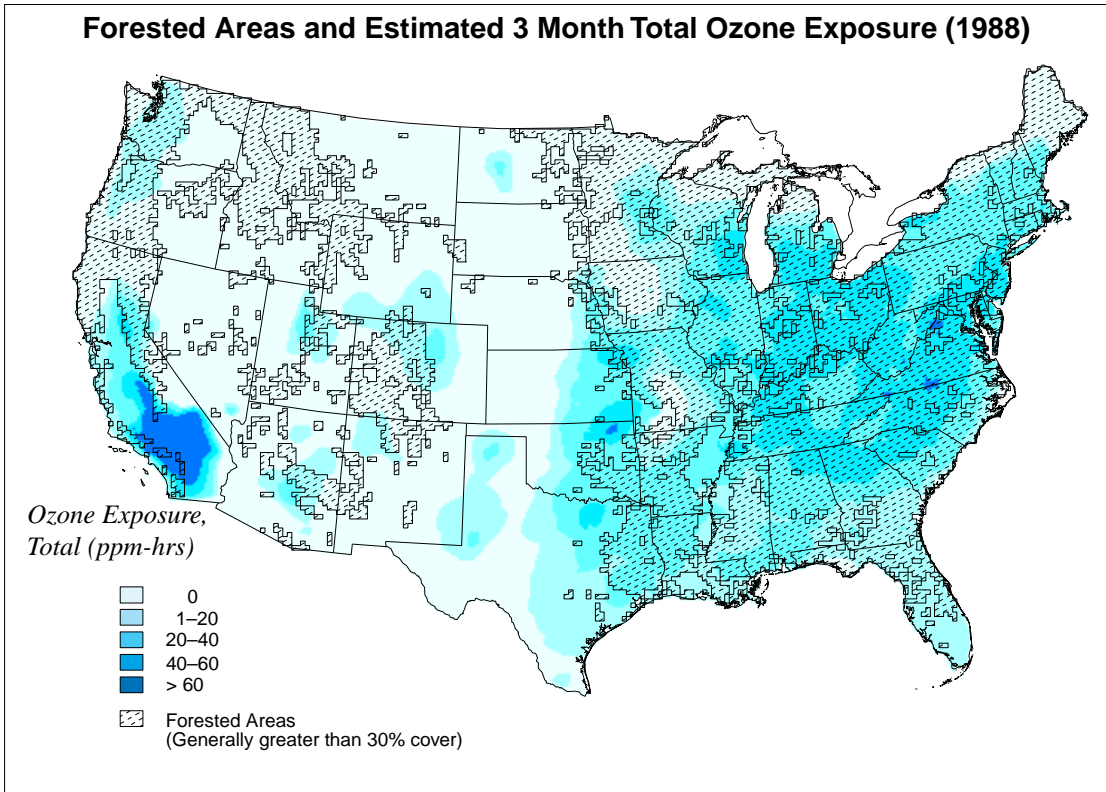 Forested Areas and Estimated 3 Month Total Ozone Exposure (1988)
Ozone Exposure,
Total (ppm-hrs)
0
1–20
20–40
40–60
> 60
Forested Areas
(Generally greater than 30% cover)